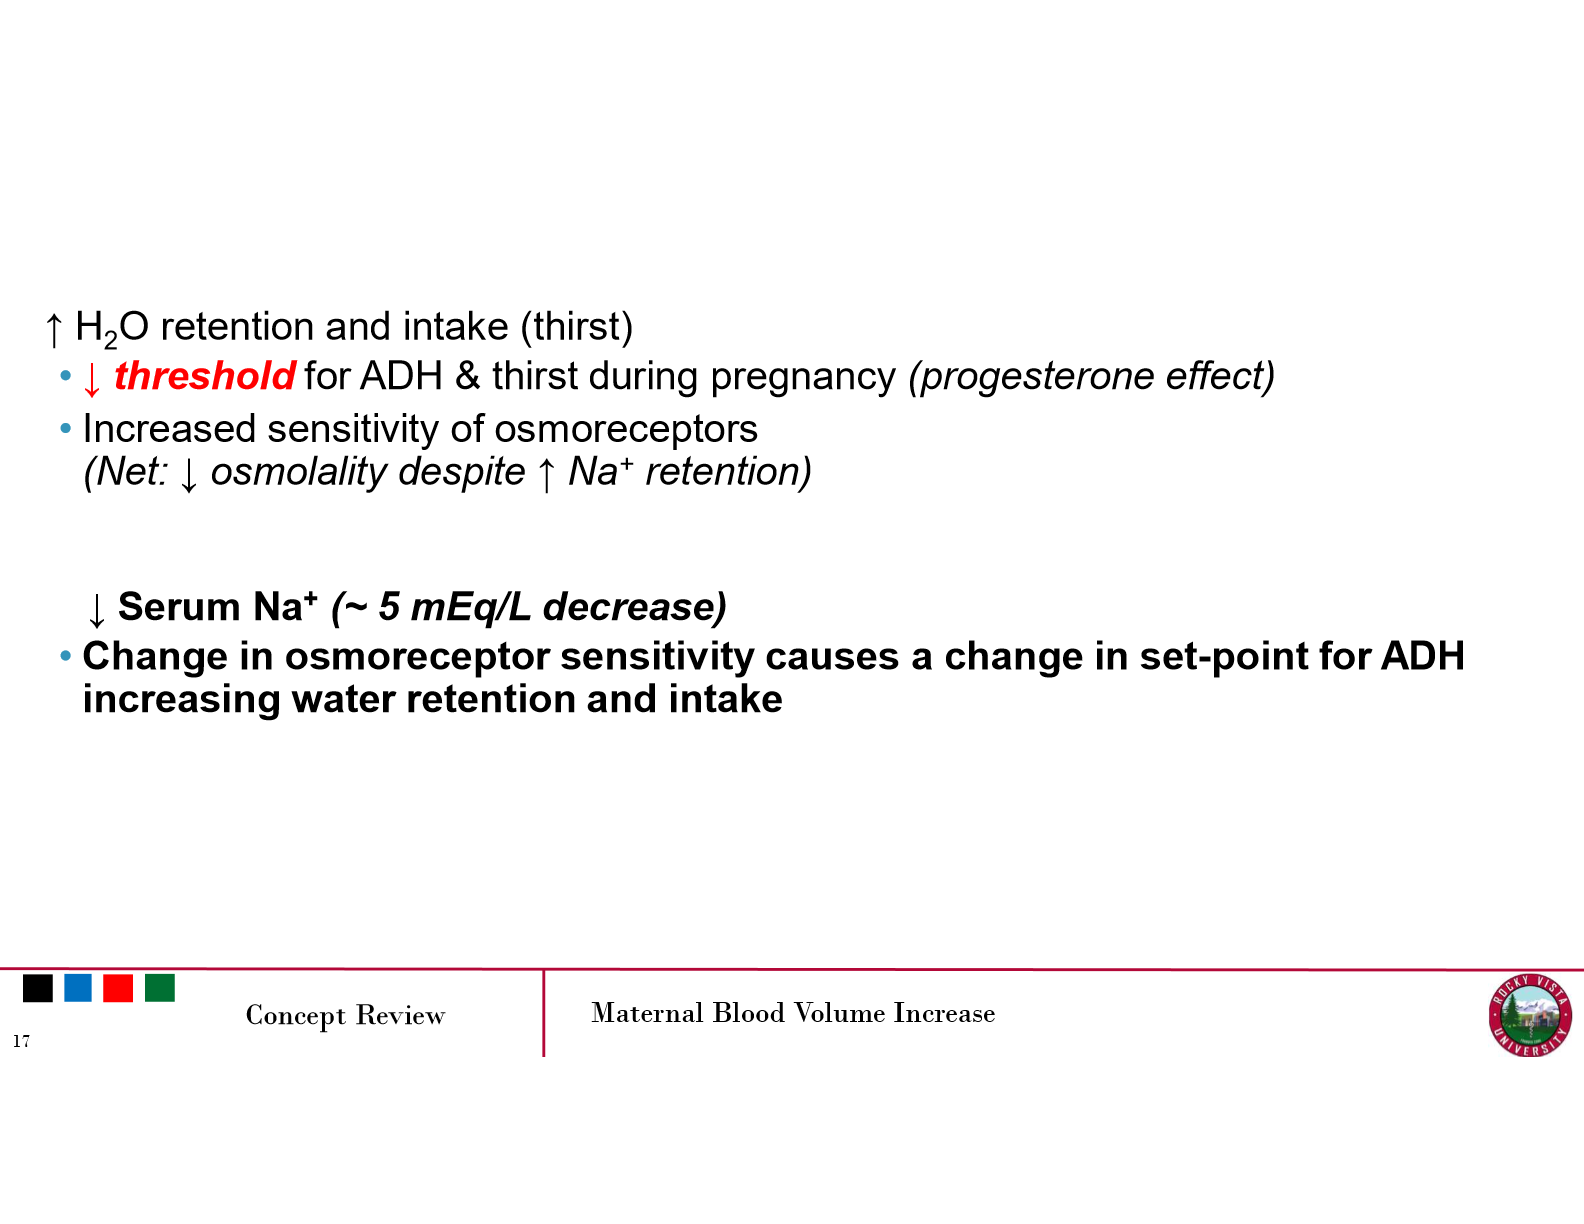 ↑ H₂O retention and intake (thirst)
• ↓ threshold for ADH & thirst during pregnancy (progesterone effect)
• Increased sensitivity of osmoreceptors
(Net: ↓ osmolality despite ↑ Na⁺ retention)
↓ Serum Na⁺ (~ 5 mEq/L decrease)
• Change in osmoreceptor sensitivity causes a change in set-point for ADH
increasing water retention and intake
Concept Review
Maternal Blood Volume Increase
17
ROCKY VISTA
UNIVERSITY